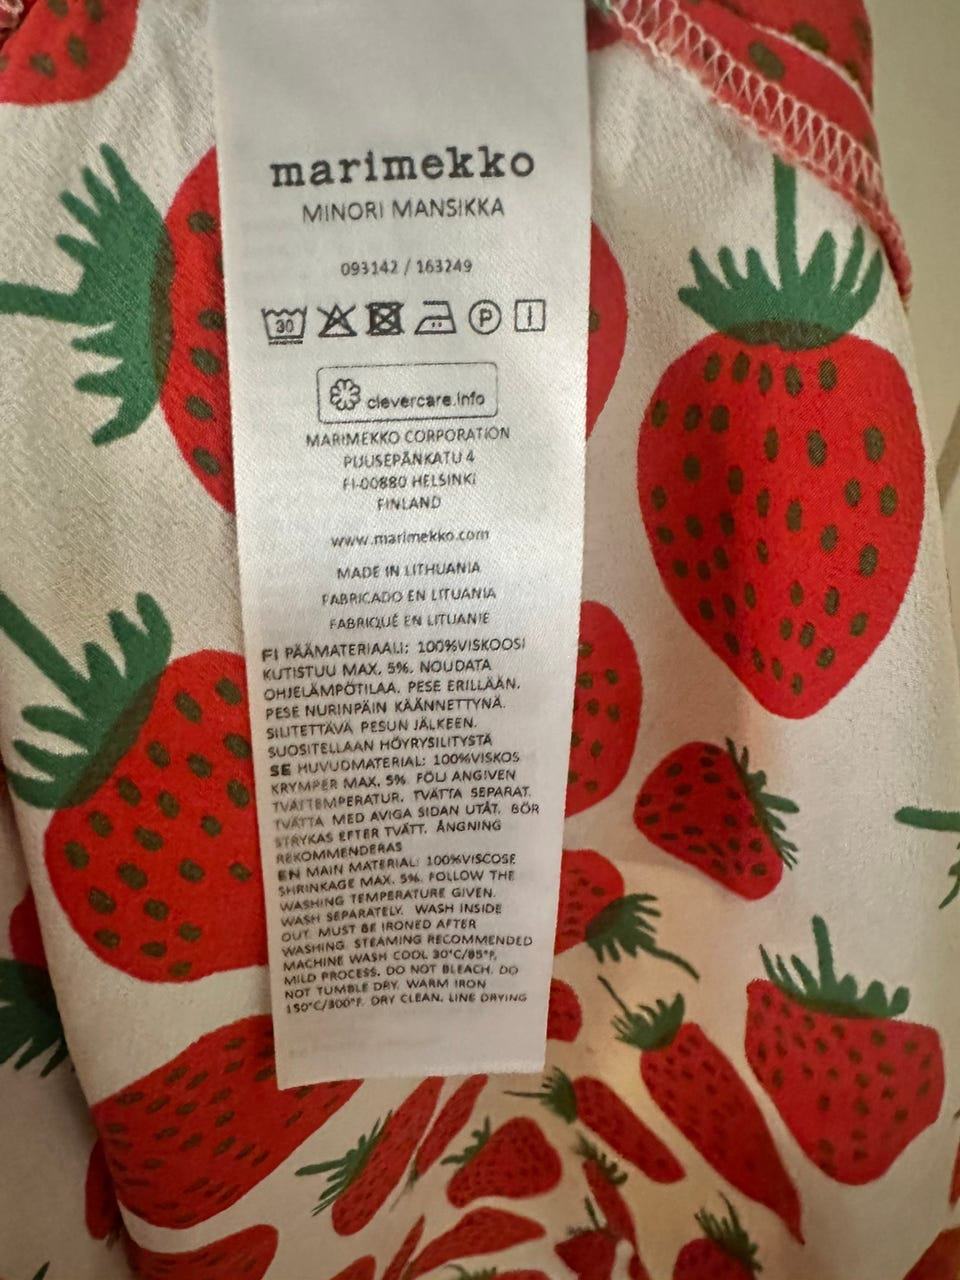 marimekko
MINORI MANSIKKA
093142 / 163249
30 P
clevercare.info
MARIMEKKO CORPORATION
PUUSEPÄNKATU 4
FI-00880 HELSINKI
FINLAND
www.marimekko.com
MADE IN LITHUANIA
FABRICADO EN LITUANIA
FABRIQUÉ EN LITUANIE
FI PÄÄMATERIAALI: 100%VISKOOSI
KUTISTUU MAX. 5%. NOUDATA
OHJELÄMPÖTILAA. PESE ERILLÄÄN.
PESE NURINPÄIN KÄÄNNETTYNÄ.
SILITETTÄVÄ PESUN JÄLKEEN.
SUOSITELLAAN HÖYRYSILITYSTÄ
SE HUVUDMATERIAL: 100%VISKOS
KRYMPER MAX. 5%. FÖLJ ANGIVEN
TVÄTTEMPERATUR. TVÄTTA SEPARAT.
TVÄTTA MED AVIGA SIDAN UTÅT. BÖR
STRYKAS EFTER TVÄTT. ÅNGNING
REKOMMENDERAS
EN MAIN MATERIAL: 100%VISCOSE
SHRINKAGE MAX. 5%. FOLLOW THE
WASHING TEMPERATURE GIVEN.
WASH SEPARATELY. WASH INSIDE
OUT. MUST BE IRONED AFTER
WASHING. STEAMING RECOMMENDED
MACHINE WASH COOL 30°C/85°F,
MILD PROCESS. DO NOT BLEACH. DO
NOT TUMBLE DRY. WARM IRON
150°C/300°F. DRY CLEAN. LINE DRYING